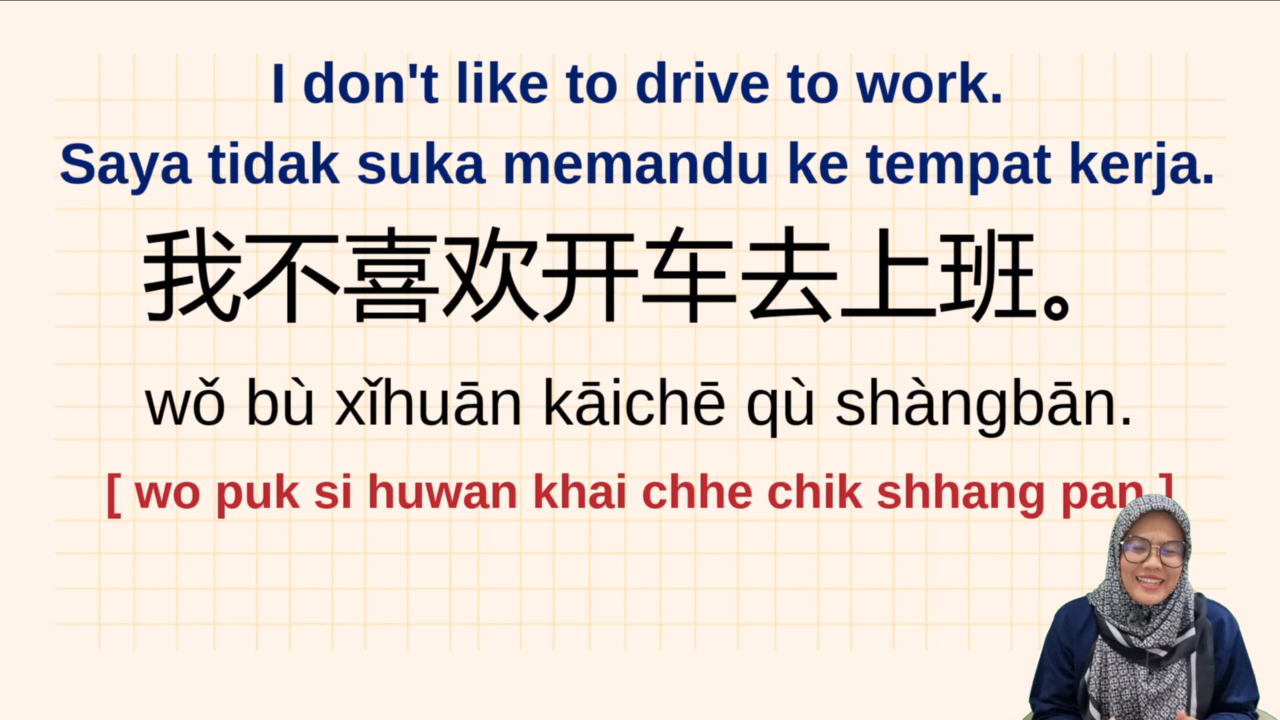 I don't like to drive to work.
Saya tidak suka memandu ke tempat kerja.
我不喜欢开车去上班。
wǒ bù xǐhuān kāichē qù shàngbān.
[ wo puk si huwan khai chhe chik shhang pan ]